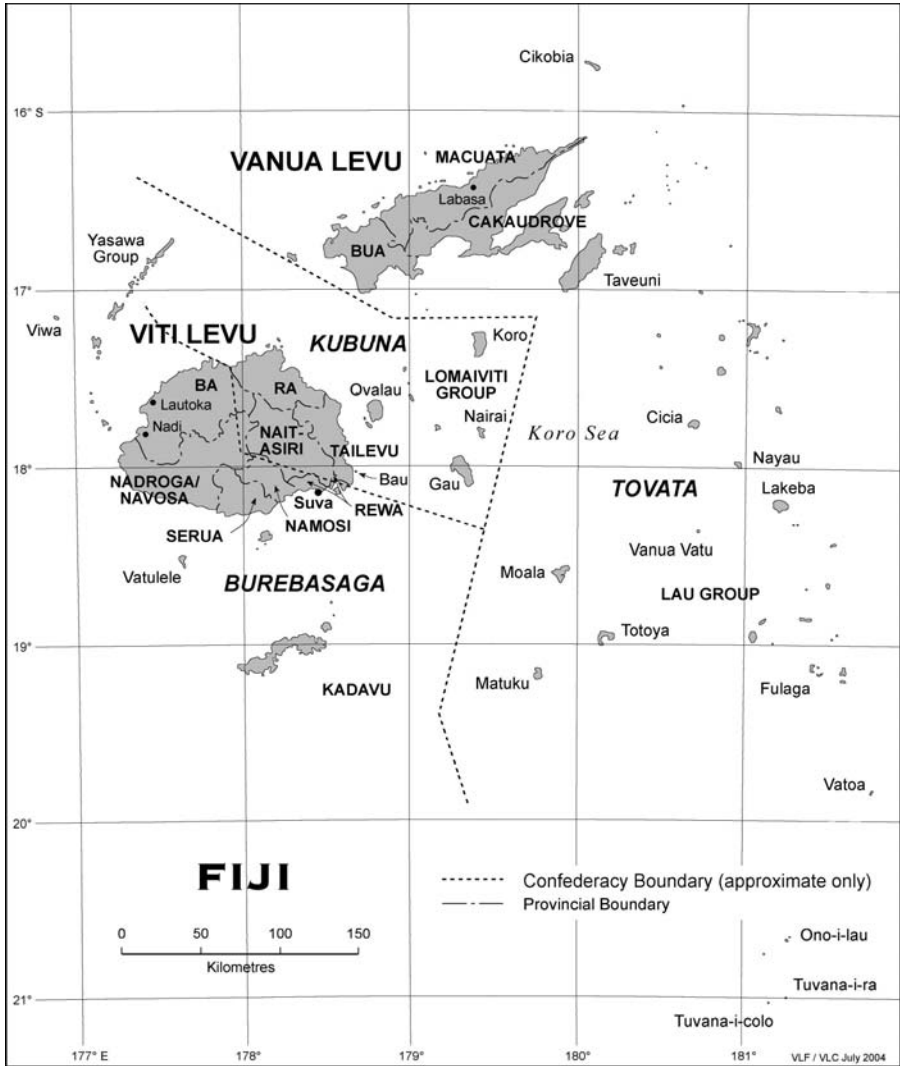 Cikobia
16° S
VANUA LEVU
MACUATA
Labasa
CAKAUDROVE
BUA
Yasawa
Group
Taveuni
17°
Viwa
VITI LEVU
KUBUNA
Koro
BA
RA
LOMAIVITI
GROUP
Ovalau
Lautoka
Nadi
Nairai
Cicia
Koro Sea
NAIT-
ASIRI
TAILEVU
18°
Bau
Nayau
NADROGA/
NAVOSA
Gau
TOVATA
Lakeba
Suva
REWA
SERUA
NAMOSI
Vanua Vatu
Vatulele
Moala
BUREBASAGA
LAU GROUP
19°
Totoya
KADAVU
Matuku
Fulaga
Vatoa
20°
FIJI
Confederacy Boundary (approximate only)
Provincial Boundary
0 50 100 150
Kilometres
Ono-i-lau
Tuvana-i-ra
21°
Tuvana-i-colo
177° E 178° 179° 180° 181°
VLF / VLC July 2004